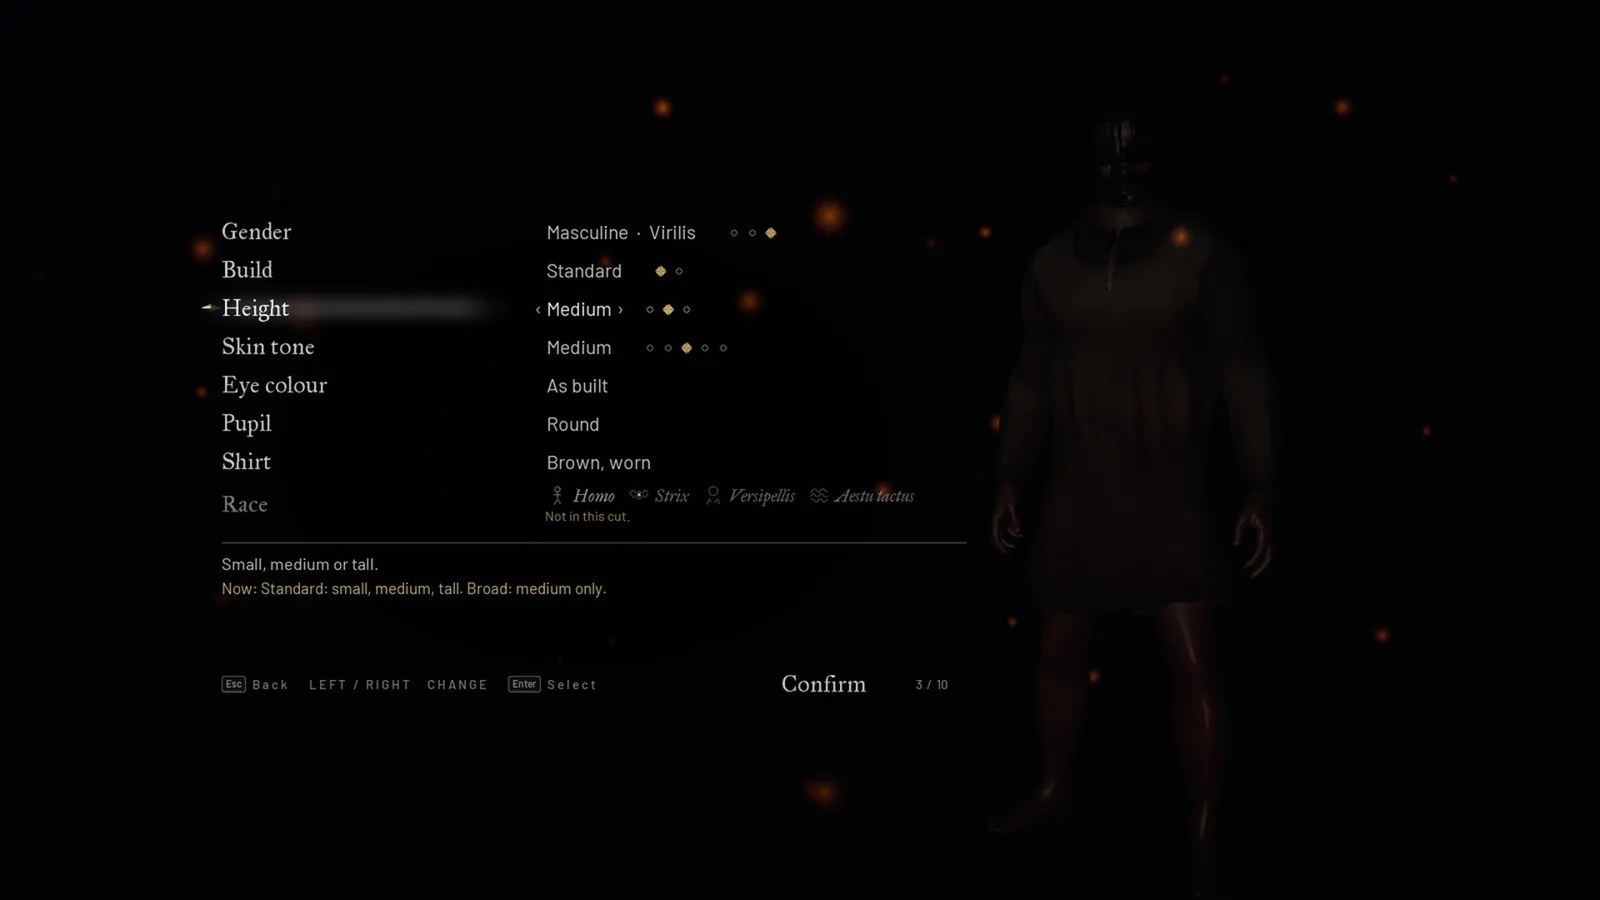 Gender Masculine · Virilis
Build Standard
Height ‹ Medium ›
Skin tone Medium
Eye colour As built
Pupil Round
Shirt Brown, worn
Race Homo Strix Versipellis Aestu tactus
Not in this cut.
Small, medium or tall.
Now: Standard: small, medium, tall. Broad: medium only.
Esc Back LEFT / RIGHT CHANGE Enter Select Confirm 3 / 10